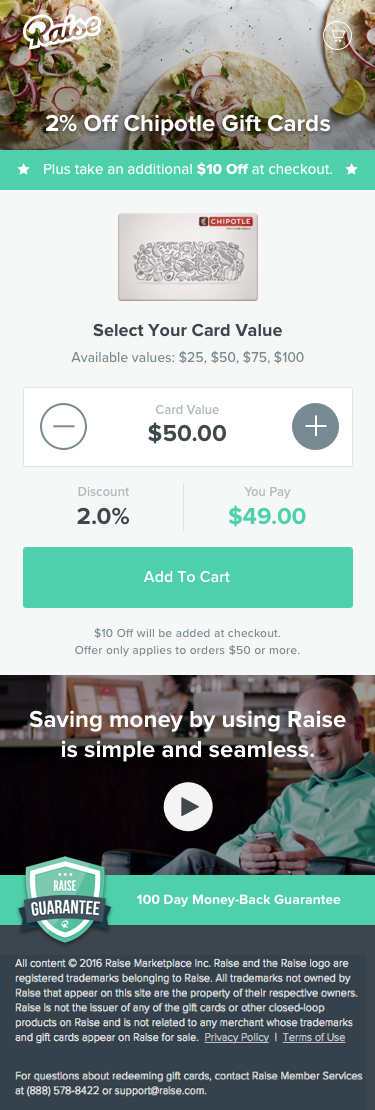 Raise
2% Off Chipotle Gift Cards
Plus take an additional $10 Off at checkout.
CHIPOTLE
Select Your Card Value
Available values: $25, $50, $75, $100
Card Value
$50.00
Discount
2.0%
You Pay
$49.00
Add To Cart
$10 Off will be added at checkout.
Offer only applies to orders $50 or more.
Saving money by using Raise
is simple and seamless.
RAISE
GUARANTEE
100 Day Money-Back Guarantee
All content © 2016 Raise Marketplace Inc. Raise and the Raise logo are
registered trademarks belonging to Raise. All trademarks not owned by
Raise that appear on this site are the property of their respective owners.
Raise is not the issuer of any of the gift cards or other closed-loop
products on Raise and is not related to any merchant whose trademarks
and gift cards appear on Raise for sale. Privacy Policy | Terms of Use
For questions about redeeming gift cards, contact Raise Member Services
at (888) 578-8422 or support@raise.com.